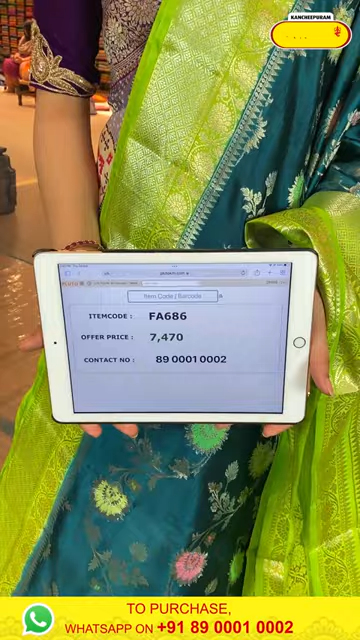 KANCHEEPURAM
Item Code / Barcode
ITEMCODE : FA686
OFFER PRICE : 7,470
CONTACT NO : 89 0001 0002
TO PURCHASE,
WHATSAPP ON +91 89 0001 0002